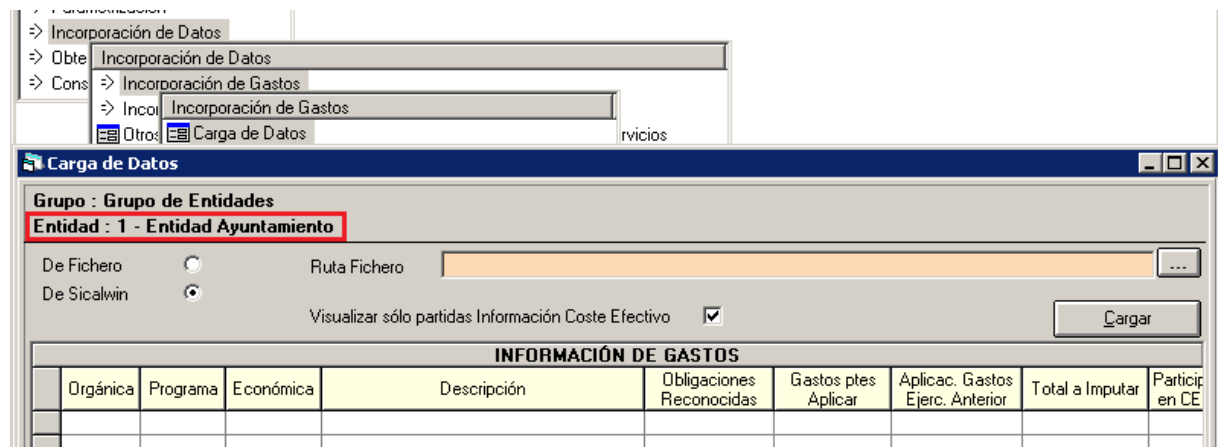 Incorporación de Datos
Obte Incorporación de Datos
Cons Incorporación de Gastos
Incor Incorporación de Gastos
Otros Carga de Datos rvicios
Carga de Datos
Grupo : Grupo de Entidades
Entidad : 1 - Entidad Ayuntamiento
De Fichero Ruta Fichero ...
De Sicalwin
Visualizar sólo partidas Información Coste Efectivo
Cargar
INFORMACIÓN DE GASTOS
Orgánica Programa Económica Descripción Obligaciones Reconocidas Gastos ptes Aplicar Aplicac. Gastos Ejerc. Anterior Total a Imputar Particip en CE